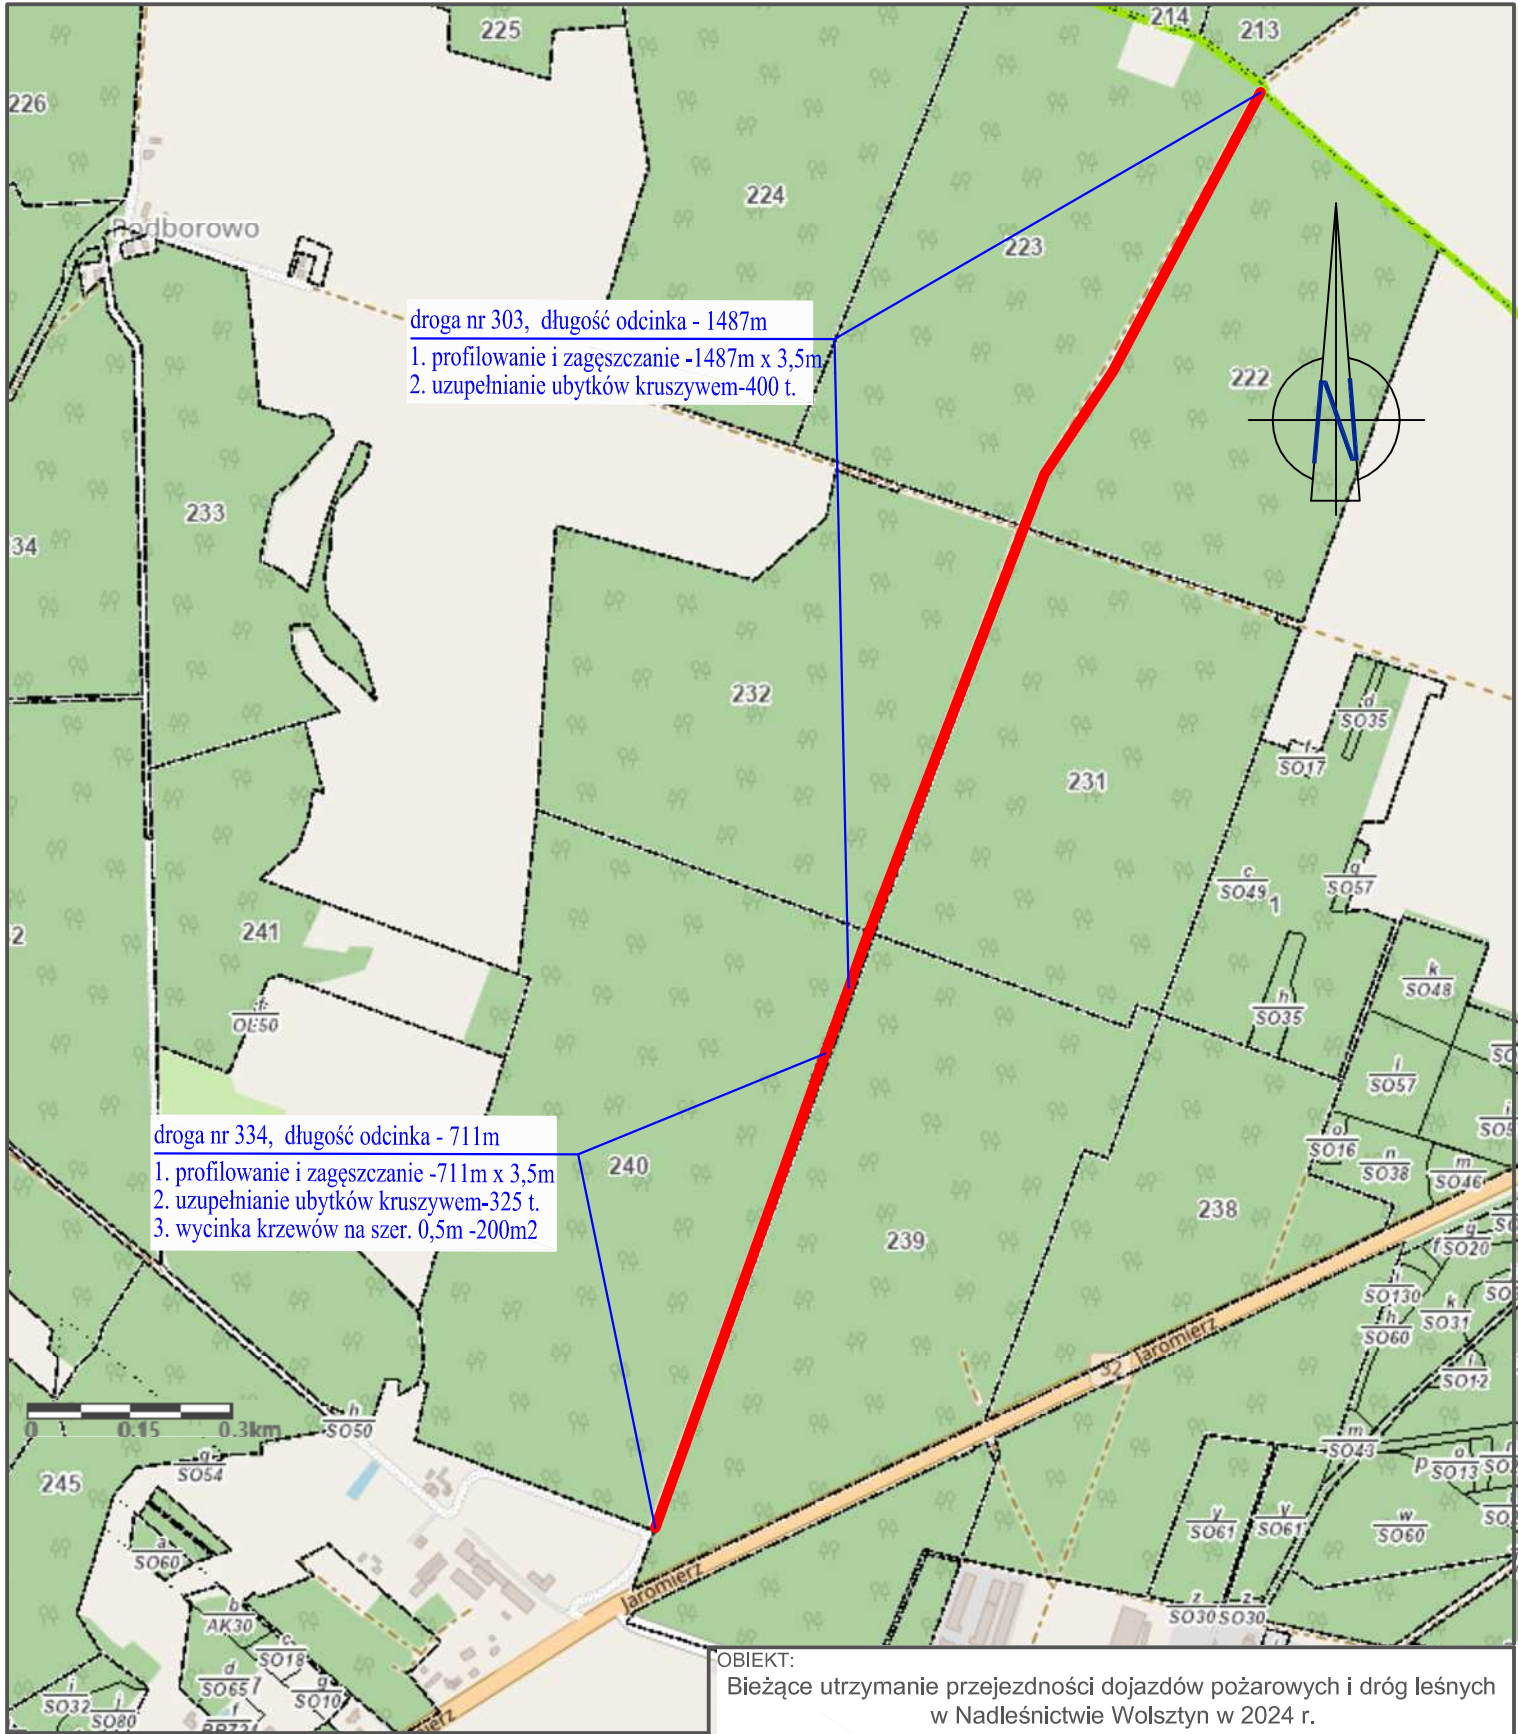 225
214
213
226
224
Podborowo
223
droga nr 303, długość odcinka - 1487m
1. profilowanie i zagęszczanie -1487m x 3,5m
2. uzupełnianie ubytków kruszywem-400 t.
222
N
233
34
232
d
SO35
231
f
SO17
c
SO49
1
g
SO57
2
241
k
SO48
f
OL50
h
SO35
i
SO57
droga nr 334, długość odcinka - 711m
1. profilowanie i zagęszczanie -711m x 3,5m
2. uzupełnianie ubytków kruszywem-325 t.
3. wycinka krzewów na szer. 0,5m -200m2
240
o
SO16
n
SO38
m
SO46
238
239
g
fSO20
SO130
k
SO31
h
SO60
32 Jaromierz
SO12
0 0.15 0.3km
h
SO50
m
SO43
g
SO54
245
p
o
SO13
y
SO61
y
SO61
w
SO60
a
SO60
Jaromierz
z
SO30
z
SO30
b
AK30
c
SO18
d
SO65
7
g
SO10
i
SO32
j
SO80
OBIEKT:
Bieżące utrzymanie przejezdności dojazdów pożarowych i dróg leśnych
w Nadleśnictwie Wolsztyn w 2024 r.